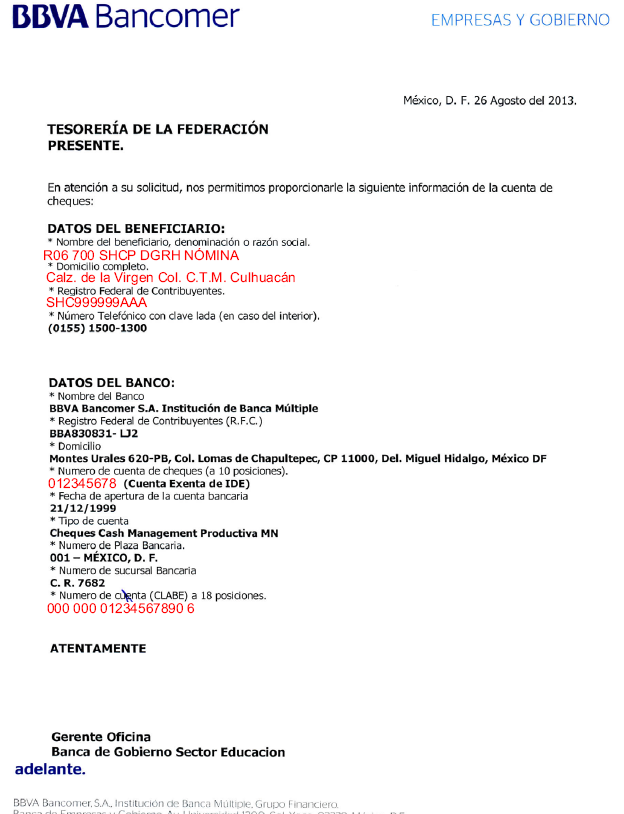 BBVA Bancomer
EMPRESAS Y GOBIERNO
México, D. F. 26 Agosto del 2013.
TESORERÍA DE LA FEDERACIÓN
PRESENTE.
En atención a su solicitud, nos permitimos proporcionarle la siguiente información de la cuenta de
cheques:
DATOS DEL BENEFICIARIO:
* Nombre del beneficiario, denominación o razón social.
R06 700 SHCP DGRH NÓMINA
* Domicilio completo.
Calz. de la Virgen Col. C.T.M. Culhuacán
* Registro Federal de Contribuyentes.
SHC999999AAA
* Número Telefónico con clave lada (en caso del interior).
(0155) 1500-1300
DATOS DEL BANCO:
* Nombre del Banco
BBVA Bancomer S.A. Institución de Banca Múltiple
* Registro Federal de Contribuyentes (R.F.C.)
BBA830831- LJ2
* Domicilio
Montes Urales 620-PB, Col. Lomas de Chapultepec, CP 11000, Del. Miguel Hidalgo, México DF
* Numero de cuenta de cheques (a 10 posiciones).
012345678 (Cuenta Exenta de IDE)
* Fecha de apertura de la cuenta bancaria
21/12/1999
* Tipo de cuenta
Cheques Cash Management Productiva MN
* Numero de Plaza Bancaria.
001 – MÉXICO, D. F.
* Numero de sucursal Bancaria
C. R. 7682
* Numero de cuenta (CLABE) a 18 posiciones.
000 000 01234567890 6
ATENTAMENTE
Gerente Oficina
Banca de Gobierno Sector Educacion
adelante.
BBVA Bancomer, S.A., Institución de Banca Múltiple, Grupo Financiero.
Banca de Empresas y Gobierno. Av. Universidad 1200, Col.